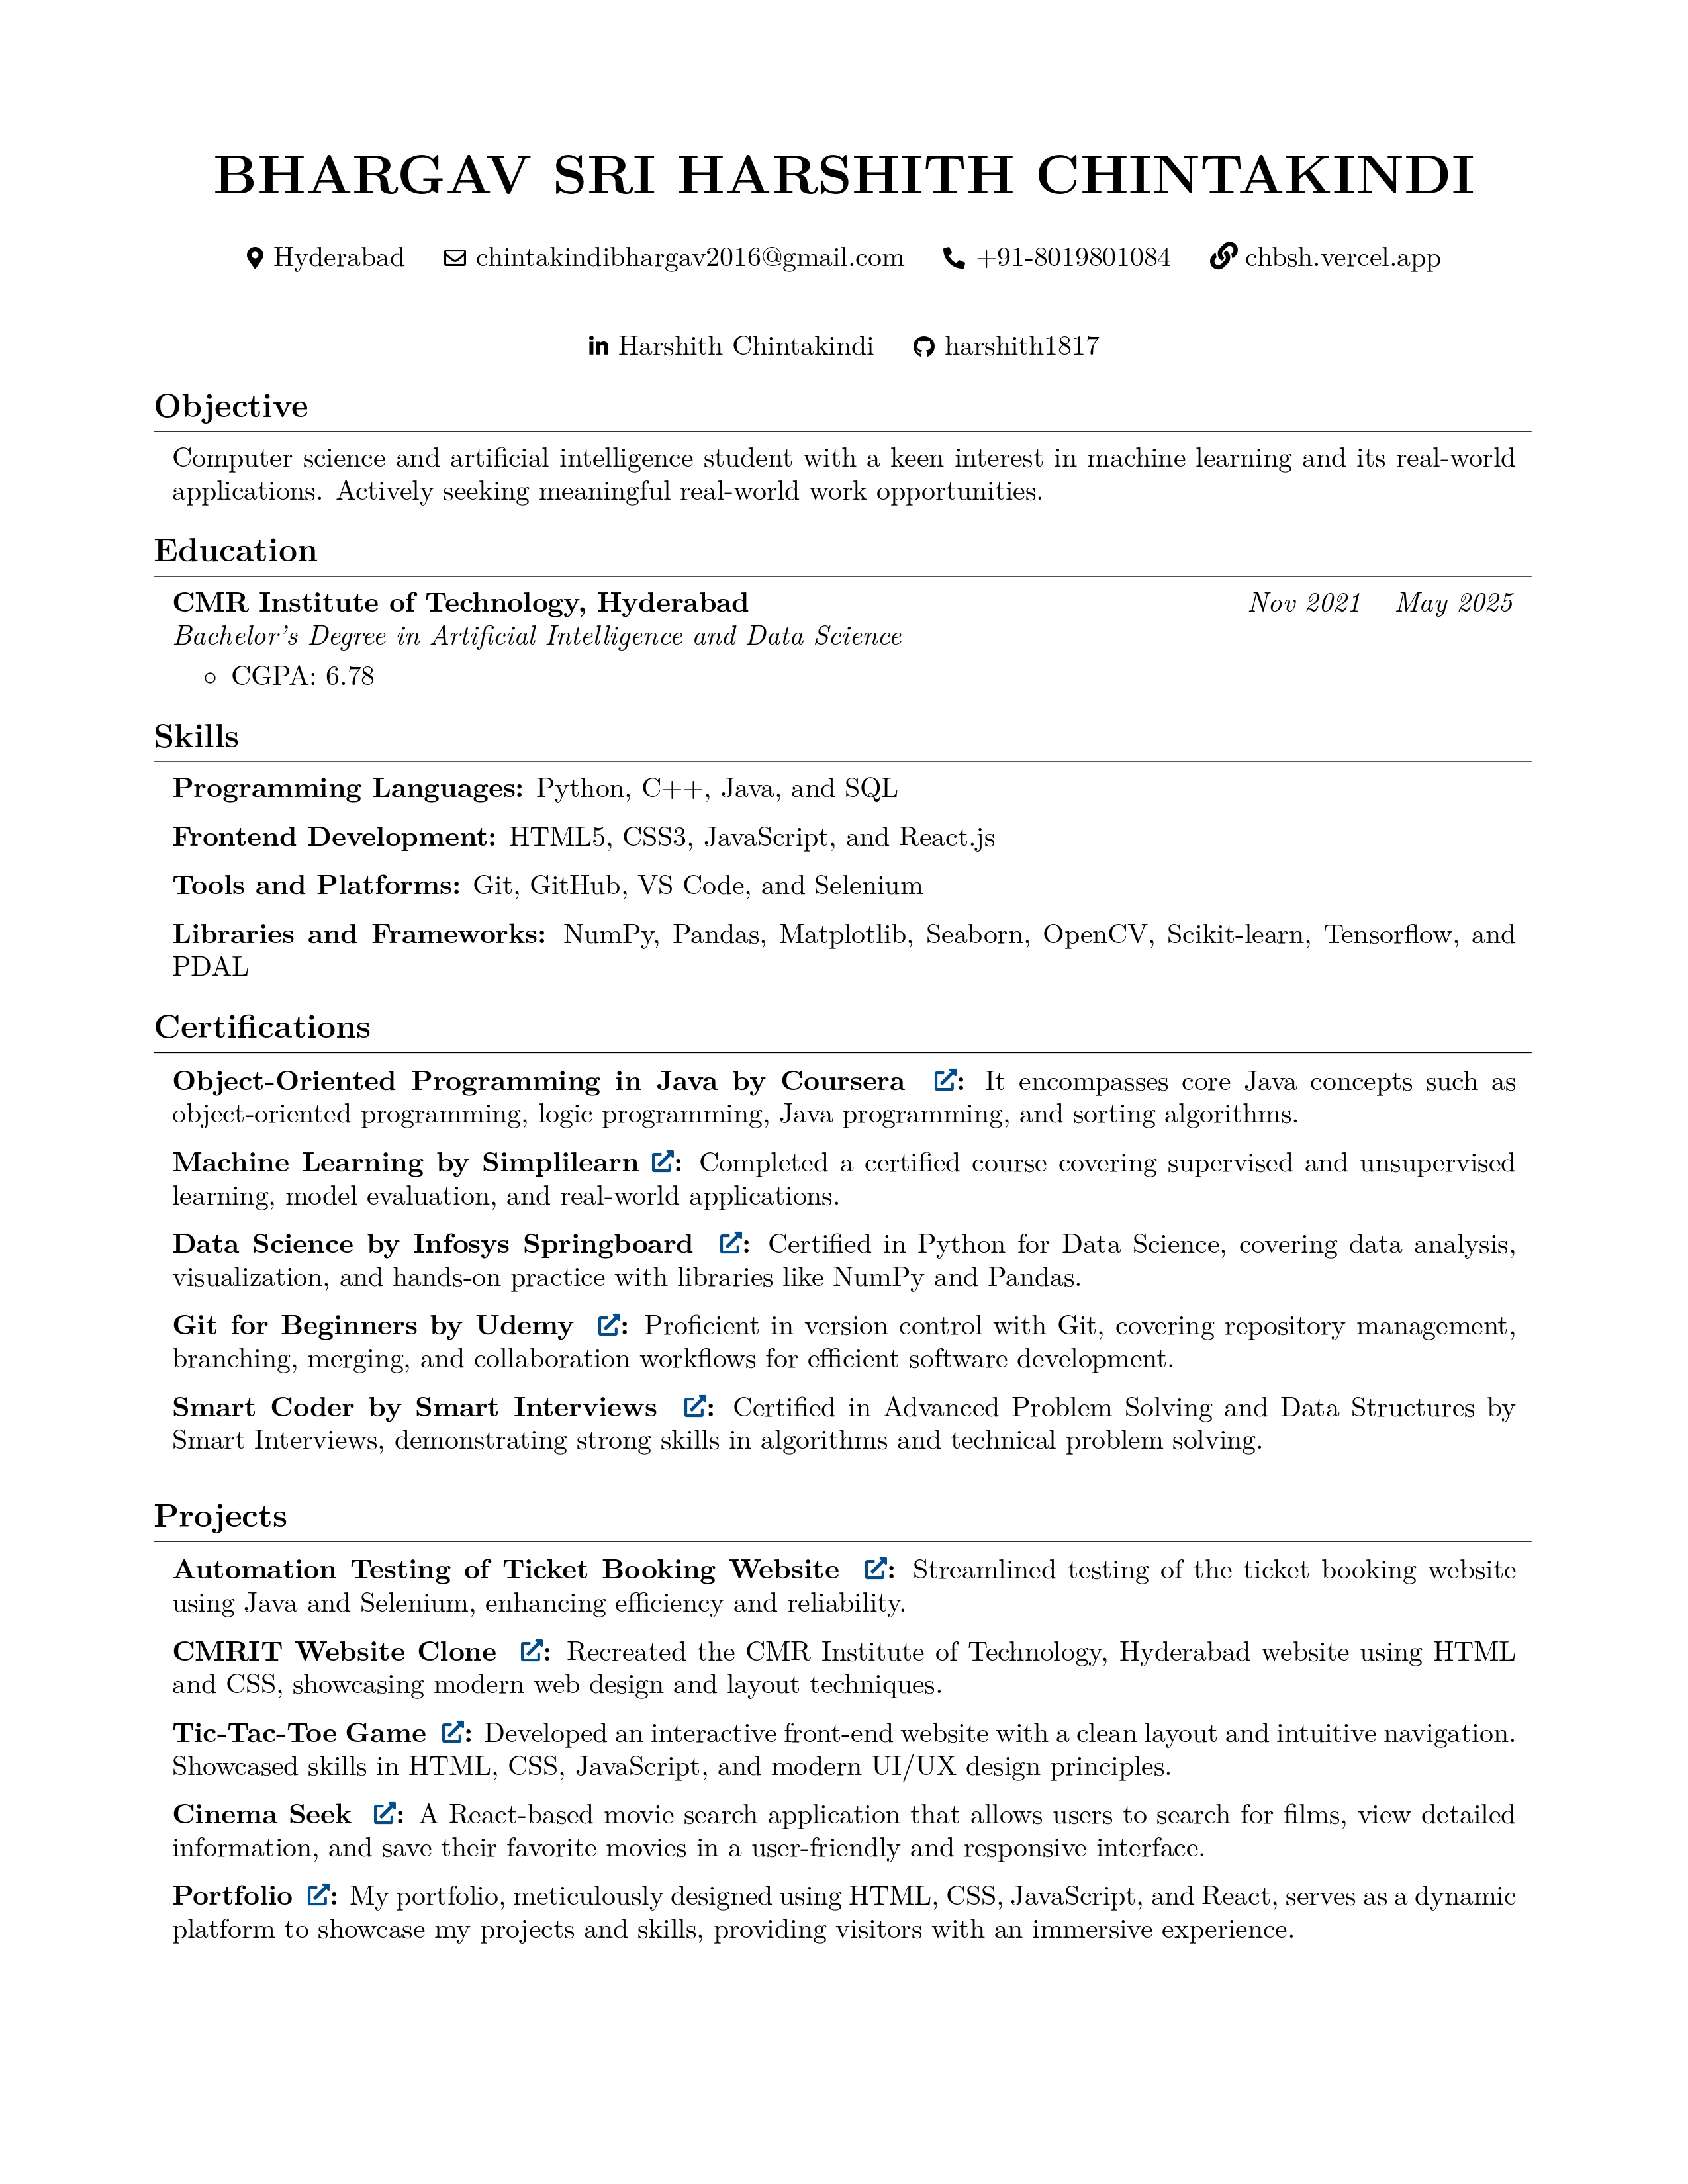 BHARGAV SRI HARSHITH CHINTAKINDI
Hyderabad chintakindibhargav2016@gmail.com +91-8019801084 chbsh.vercel.app
Harshith Chintakindi harshith1817
Objective
Computer science and artificial intelligence student with a keen interest in machine learning and its real-world
applications. Actively seeking meaningful real-world work opportunities.
Education
CMR Institute of Technology, Hyderabad Nov 2021 – May 2025
Bachelor's Degree in Artificial Intelligence and Data Science
◦ CGPA: 6.78
Skills
Programming Languages: Python, C++, Java, and SQL
Frontend Development: HTML5, CSS3, JavaScript, and React.js
Tools and Platforms: Git, GitHub, VS Code, and Selenium
Libraries and Frameworks: NumPy, Pandas, Matplotlib, Seaborn, OpenCV, Scikit-learn, Tensorflow, and
PDAL
Certifications
Object-Oriented Programming in Java by Coursera : It encompasses core Java concepts such as
object-oriented programming, logic programming, Java programming, and sorting algorithms.
Machine Learning by Simplilearn : Completed a certified course covering supervised and unsupervised
learning, model evaluation, and real-world applications.
Data Science by Infosys Springboard : Certified in Python for Data Science, covering data analysis,
visualization, and hands-on practice with libraries like NumPy and Pandas.
Git for Beginners by Udemy : Proficient in version control with Git, covering repository management,
branching, merging, and collaboration workflows for efficient software development.
Smart Coder by Smart Interviews : Certified in Advanced Problem Solving and Data Structures by
Smart Interviews, demonstrating strong skills in algorithms and technical problem solving.
Projects
Automation Testing of Ticket Booking Website : Streamlined testing of the ticket booking website
using Java and Selenium, enhancing efficiency and reliability.
CMRIT Website Clone : Recreated the CMR Institute of Technology, Hyderabad website using HTML
and CSS, showcasing modern web design and layout techniques.
Tic-Tac-Toe Game : Developed an interactive front-end website with a clean layout and intuitive navigation.
Showcased skills in HTML, CSS, JavaScript, and modern UI/UX design principles.
Cinema Seek : A React-based movie search application that allows users to search for films, view detailed
information, and save their favorite movies in a user-friendly and responsive interface.
Portfolio : My portfolio, meticulously designed using HTML, CSS, JavaScript, and React, serves as a dynamic
platform to showcase my projects and skills, providing visitors with an immersive experience.